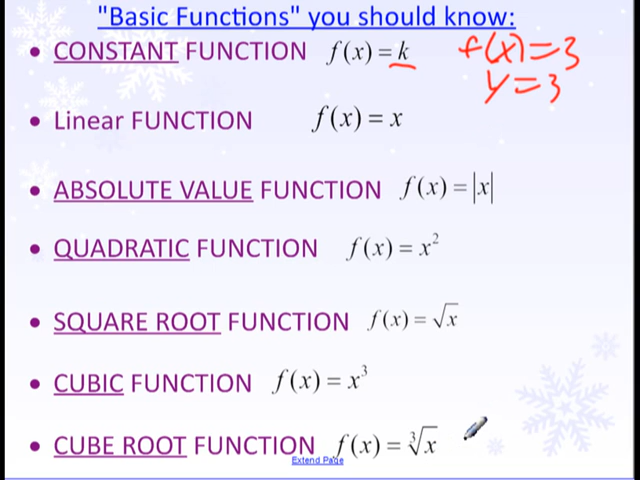 "Basic Functions" you should know:
• CONSTANT FUNCTION f(x) = k f(x) = 3
y = 3
• Linear FUNCTION f(x) = x
• ABSOLUTE VALUE FUNCTION f(x) = |x|
• QUADRATIC FUNCTION f(x) = x²
• SQUARE ROOT FUNCTION f(x) = √x
• CUBIC FUNCTION f(x) = x³
• CUBE ROOT FUNCTION f(x) = ∛x
Extend Page